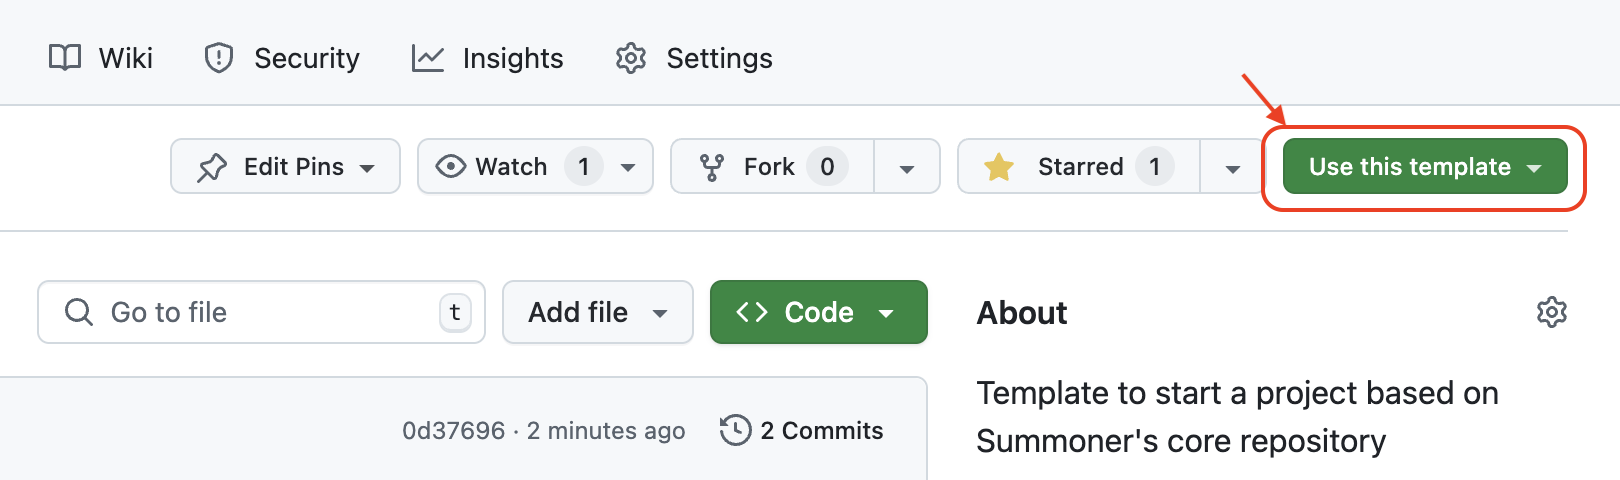 Wiki Security Insights Settings
Edit Pins Watch 1 Fork 0 Starred 1 Use this template
Go to file t Add file <> Code About
Template to start a project based on
0d37696 · 2 minutes ago 2 Commits Summoner's core repository